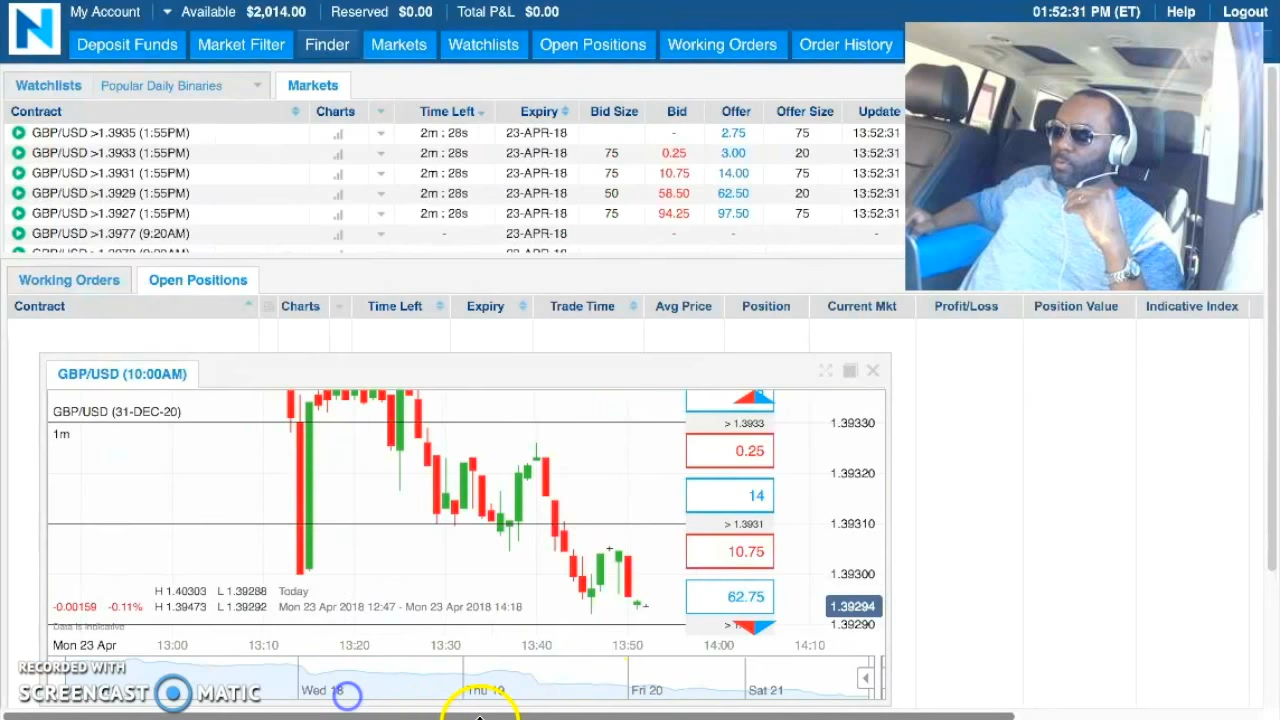 N My Account Available $2,014.00 Reserved $0.00 Total P&L $0.00 01:52:31 PM (ET) Help Logout
Deposit Funds Market Filter Finder Markets Watchlists Open Positions Working Orders Order History
Watchlists Popular Daily Binaries Markets
Contract Charts Time Left Expiry Bid Size Bid Offer Offer Size Update
GBP/USD >1.3935 (1:55PM) 2m : 28s 23-APR-18 - 2.75 75 13:52:31
GBP/USD >1.3933 (1:55PM) 2m : 28s 23-APR-18 75 0.25 3.00 20 13:52:31
GBP/USD >1.3931 (1:55PM) 2m : 28s 23-APR-18 75 10.75 14.00 75 13:52:31
GBP/USD >1.3929 (1:55PM) 2m : 28s 23-APR-18 50 58.50 62.50 20 13:52:31
GBP/USD >1.3927 (1:55PM) 2m : 28s 23-APR-18 75 94.25 97.50 75 13:52:31
GBP/USD >1.3977 (9:20AM) - 23-APR-18 - - -
Working Orders Open Positions
Contract Charts Time Left Expiry Trade Time Avg Price Position Current Mkt Profit/Loss Position Value Indicative Index
GBP/USD (10:00AM)
GBP/USD (31-DEC-20)
1m
> 1.3933 1.39330
0.25
1.39320
14
> 1.3931 1.39310
10.75
1.39300
H 1.40303 L 1.39288 Today
62.75
-0.00159 -0.11% H 1.39473 L 1.39292 Mon 23 Apr 2018 12:47 - Mon 23 Apr 2018 14:18
1.39294
Data is indicative
1.39290
Mon 23 Apr 13:00 13:10 13:20 13:30 13:40 13:50 14:00 14:10
RECORDED WITH
SCREENCAST MATIC
Wed 18 Thu 19 Fri 20 Sat 21